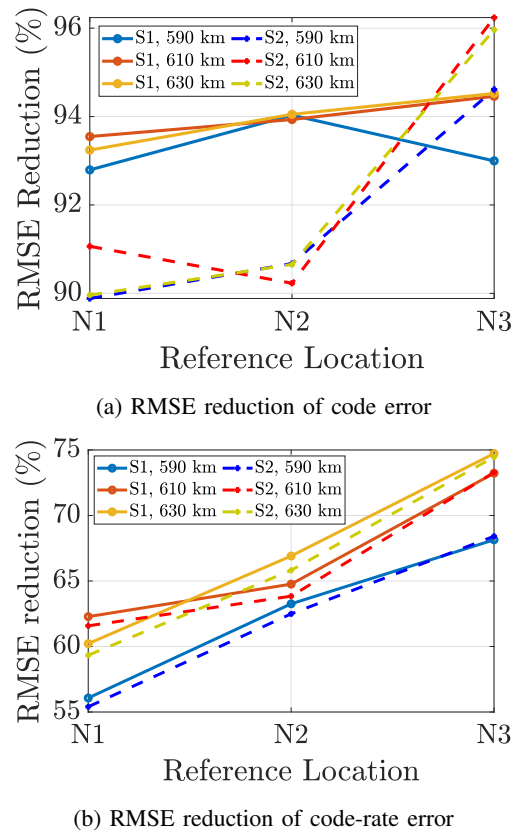 RMSE Reduction (%)
96
94
92
90
S1, 590 km
S2, 590 km
S1, 610 km
S2, 610 km
S1, 630 km
S2, 630 km
N1
N2
N3
Reference Location
(a) RMSE reduction of code error
RMSE reduction (%)
75
70
65
60
55
S1, 590 km
S2, 590 km
S1, 610 km
S2, 610 km
S1, 630 km
S2, 630 km
N1
N2
N3
Reference Location
(b) RMSE reduction of code-rate error